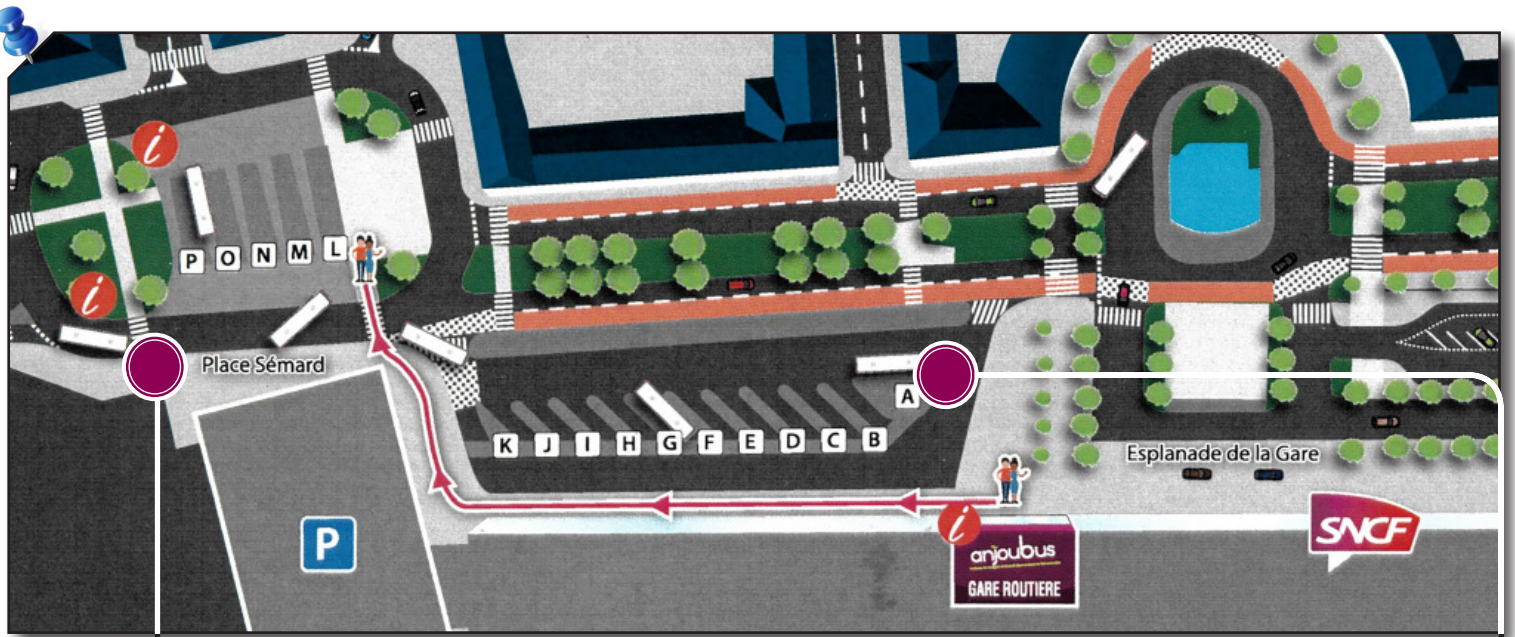 i
P O N M L
i
Place Sémard
A
K J I H G F E D C B
Esplanade de la Gare
P
i
anjoubus
GARE ROUTIERE
SNCF